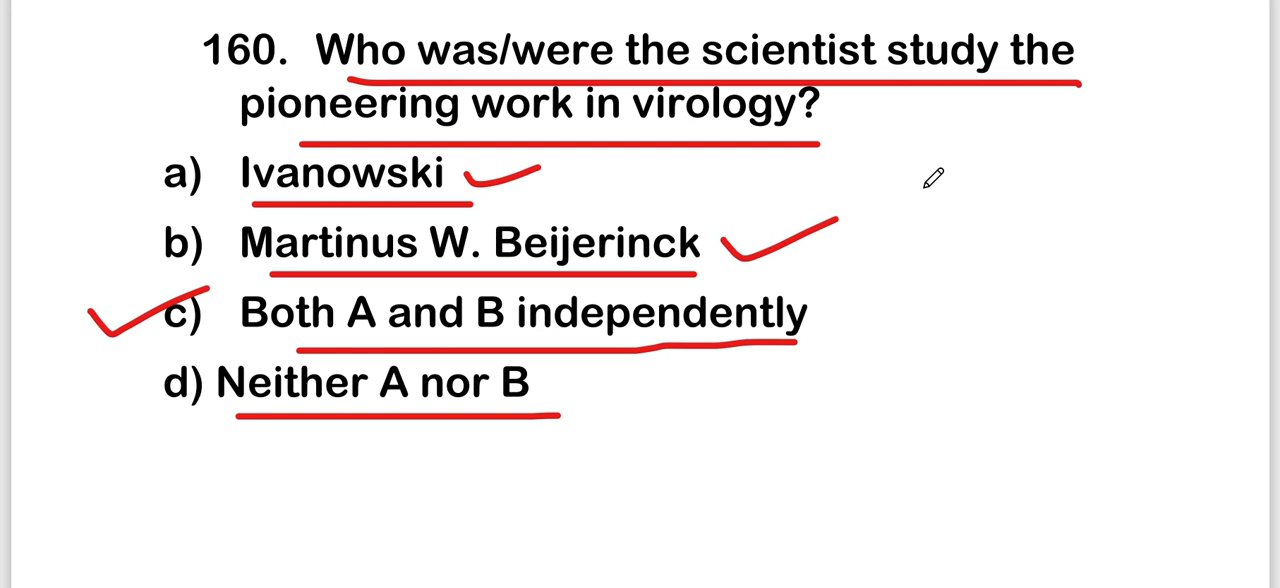 160. Who was/were the scientist study the
pioneering work in virology?
a) Ivanowski
b) Martinus W. Beijerinck
c) Both A and B independently
d) Neither A nor B